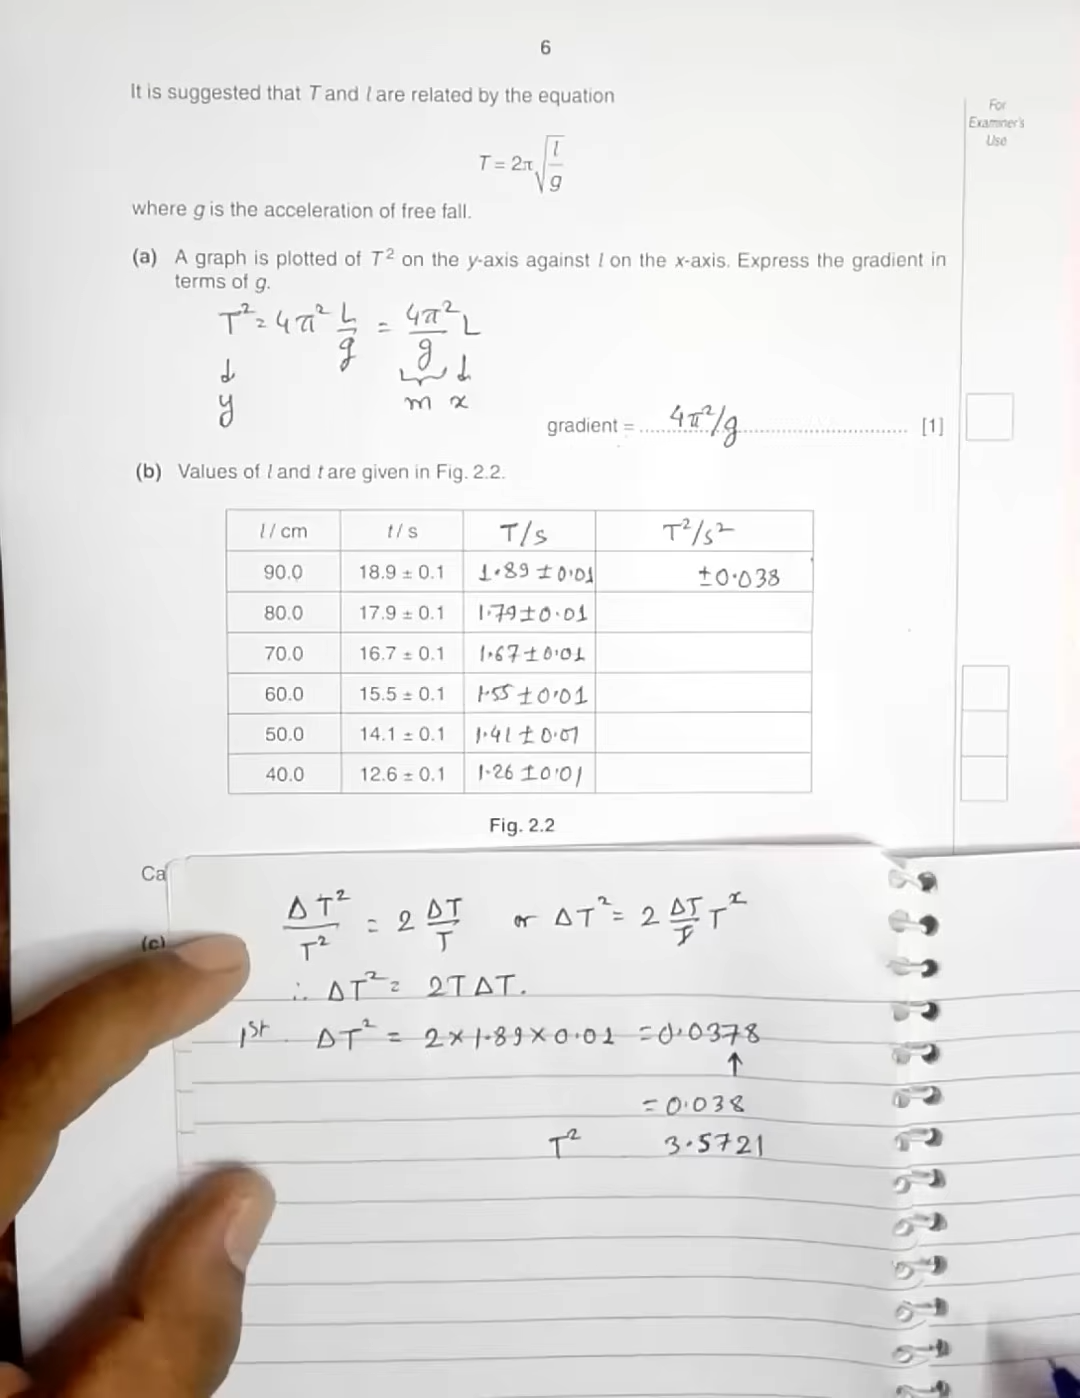 6
It is suggested that T and l are related by the equation
For
Examiner's
Use
T = 2π√(l/g)
where g is the acceleration of free fall.
(a) A graph is plotted of T² on the y-axis against l on the x-axis. Express the gradient in
terms of g.
T² = 4π² L/g = 4π²/g L
y m x
gradient = 4π²/g [1]
(b) Values of l and t are given in Fig. 2.2.
l / cm t / s T/s T²/s²
90.0 18.9 ± 0.1 1.89 ± 0.01 ±0.038
80.0 17.9 ± 0.1 1.79±0.01
70.0 16.7 ± 0.1 1.67±0.01
60.0 15.5 ± 0.1 1.55 ±0.01
50.0 14.1 ± 0.1 1.41 ± 0.01
40.0 12.6 ± 0.1 1.26 ±0.01
Fig. 2.2
Ca
(c)
ΔT²/T² = 2 ΔT/T or ΔT² = 2 ΔT/T T²
∴ ΔT² = 2TΔT.
1st. ΔT² = 2×1.89×0.01 = 0.0378
↑
= 0.038
T² 3.5721